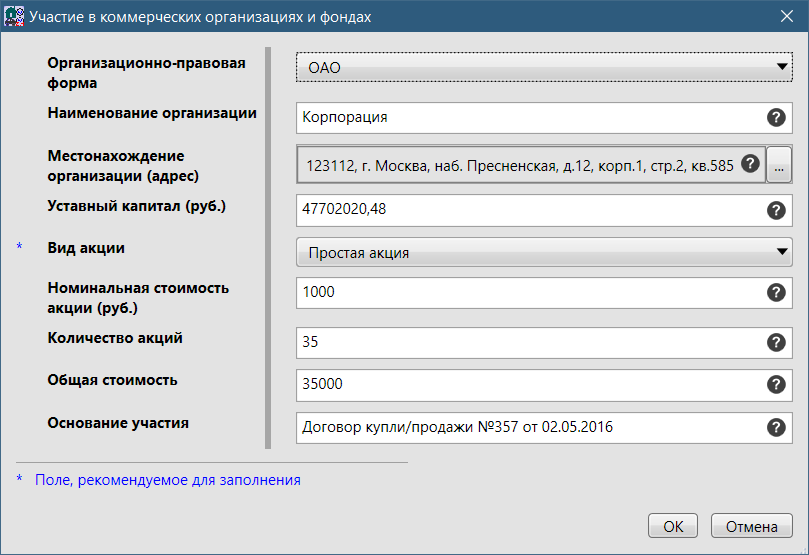 Участие в коммерческих организациях и фондах
Организационно-правовая
форма
ОАО
Наименование организации
Корпорация
?
Местонахождение
организации (адрес)
123112, г. Москва, наб. Пресненская, д.12, корп.1, стр.2, кв.585
?
...
Уставный капитал (руб.)
47702020,48
?
* Вид акции
Простая акция
Номинальная стоимость
акции (руб.)
1000
?
Количество акций
35
?
Общая стоимость
35000
?
Основание участия
Договор купли/продажи №357 от 02.05.2016
?
* Поле, рекомендуемое для заполнения
OK
Отмена